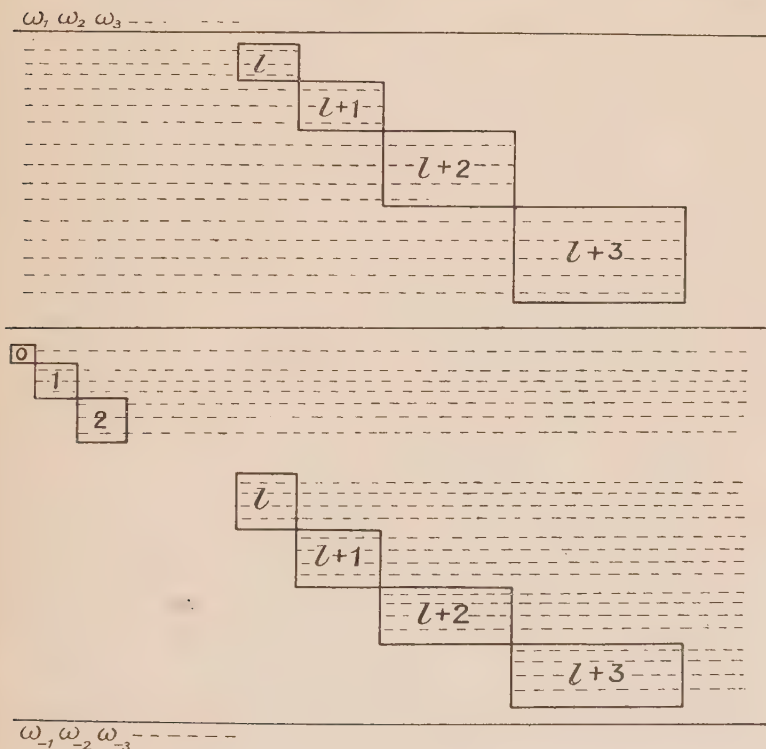 ω₁ ω₂ ω₃ - - - - - - -
l
l+1
l+2
l+3
0
1
2
l
l+1
l+2
l+3
ω₋₁ ω₋₂ ω₋₃ - - - - - -